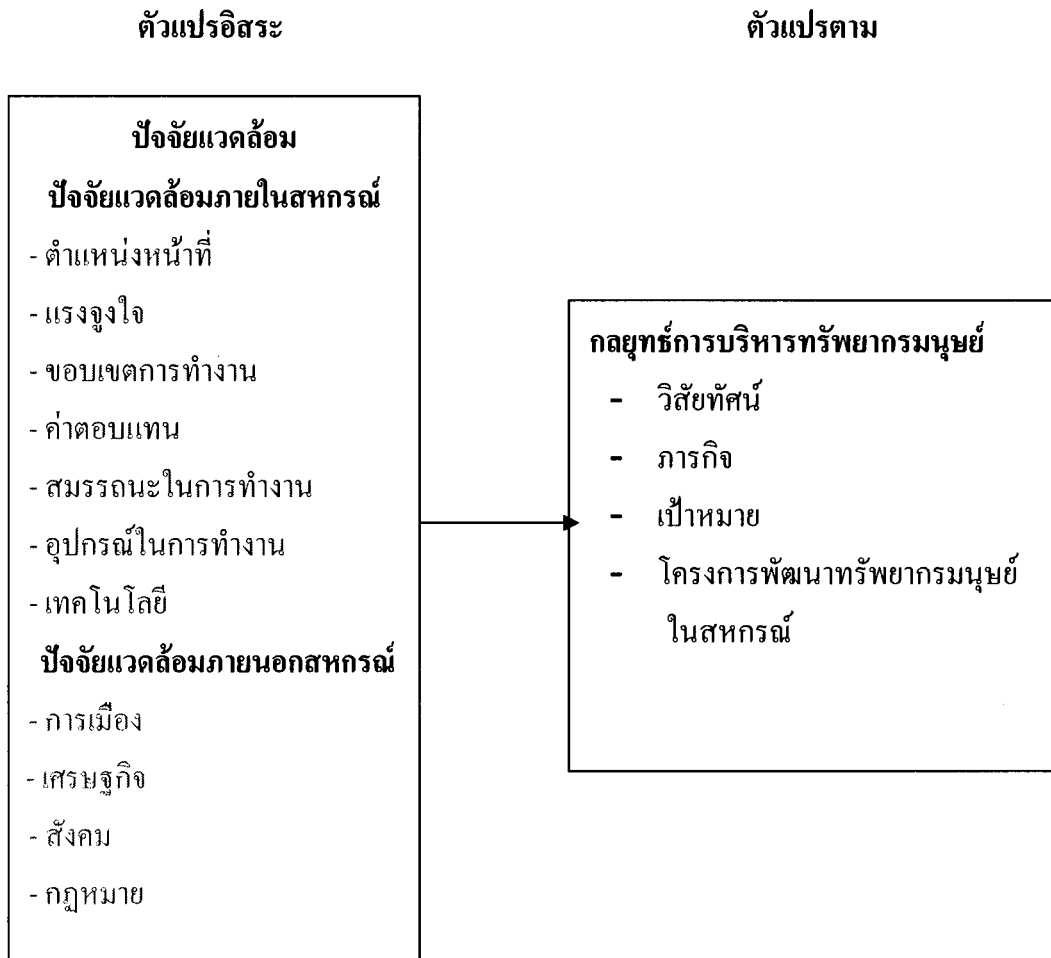 ตัวแปรอิสระ
ตัวแปรตาม
ปัจจัยแวดล้อม
ปัจจัยแวดล้อมภายในสหกรณ์
- ตำแหน่งหน้าที่
- แรงจูงใจ
- ขอบเขตการทำงาน
- ค่าตอบแทน
- สมรรถนะในการทำงาน
- อุปกรณ์ในการทำงาน
- เทคโนโลยี
ปัจจัยแวดล้อมภายนอกสหกรณ์
- การเมือง
- เศรษฐกิจ
- สังคม
- กฎหมาย
กลยุทธ์การบริหารทรัพยากรมนุษย์
- วิสัยทัศน์
- ภารกิจ
- เป้าหมาย
- โครงการพัฒนาทรัพยากรมนุษย์
ในสหกรณ์